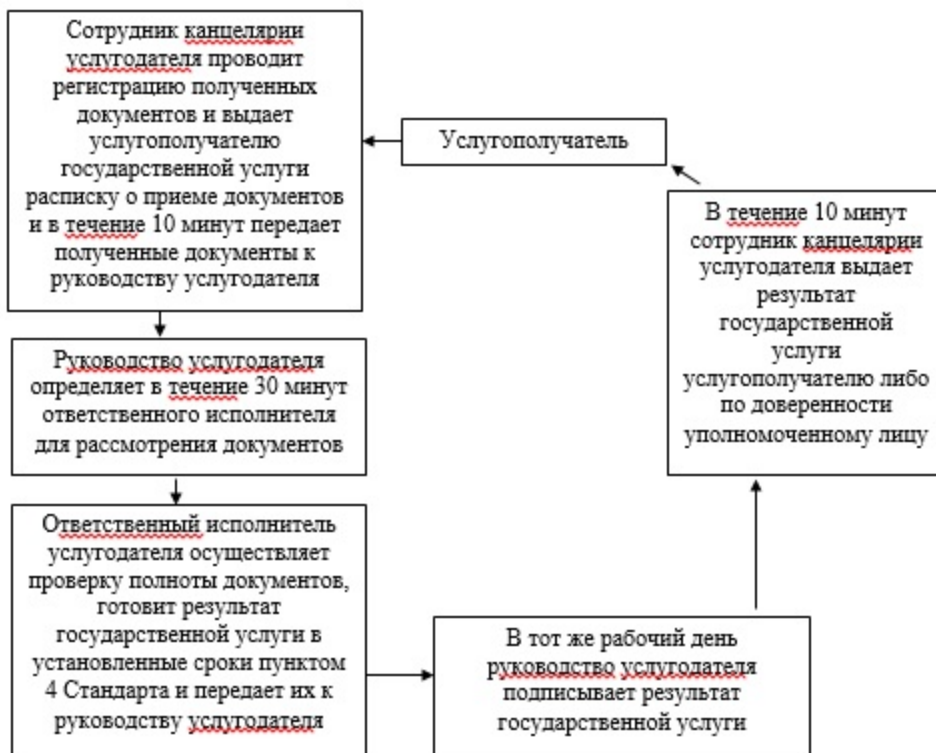 Сотрудник канцелярии
услугодателя проводит
регистрацию полученных
документов и выдает
услугополучателю
государственной услуги
расписку о приеме документов
и в течение 10 минут передает
полученные документы к
руководству услугодателя
Услугополучатель
В течение 10 минут
сотрудник канцелярии
услугодателя выдает
результат
государственной
услуги
услугополучателю либо
по доверенности
уполномоченному лицу
Руководство услугодателя
определяет в течение 30 минут
ответственного исполнителя
для рассмотрения документов
Ответственный исполнитель
услугодателя осуществляет
проверку полноты документов,
готовит результат
государственной услуги в
установленные сроки пунктом
4 Стандарта и передает их к
руководству услугодателя
В тот же рабочий день
руководство услугодателя
подписывает результат
государственной услуги